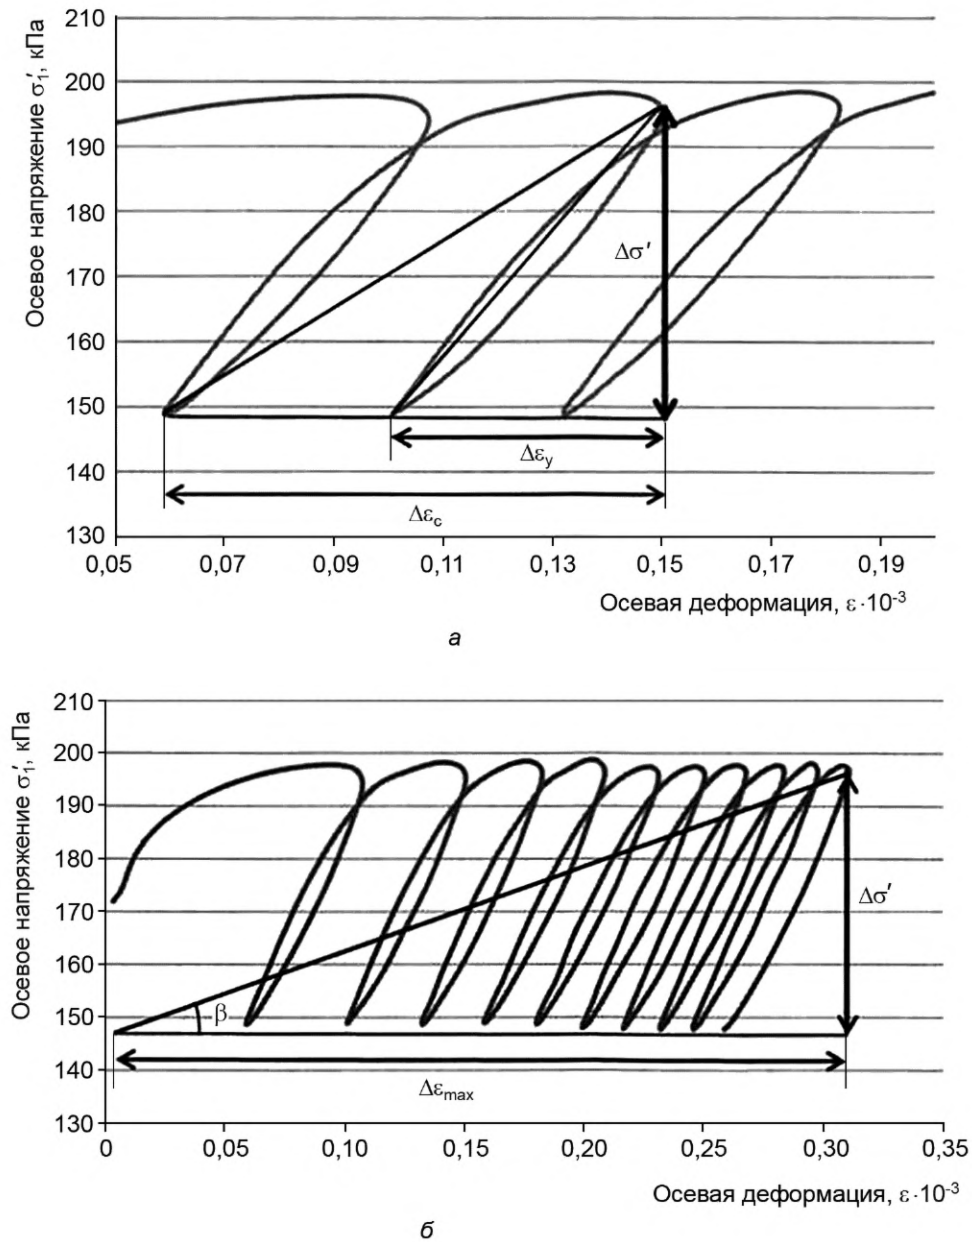 Осевое напряжение σ′₁, кПа
210
200
190
180
170
160
150
140
130
Δσ′
Δεᵧ
Δε_c
0,05 0,07 0,09 0,11 0,13 0,15 0,17 0,19
Осевая деформация, ε·10⁻³
а
Осевое напряжение σ′₁, кПа
210
200
190
180
170
160
150
140
130
Δσ′
β
Δε_max
0 0,05 0,10 0,15 0,20 0,25 0,30 0,35
Осевая деформация, ε·10⁻³
б